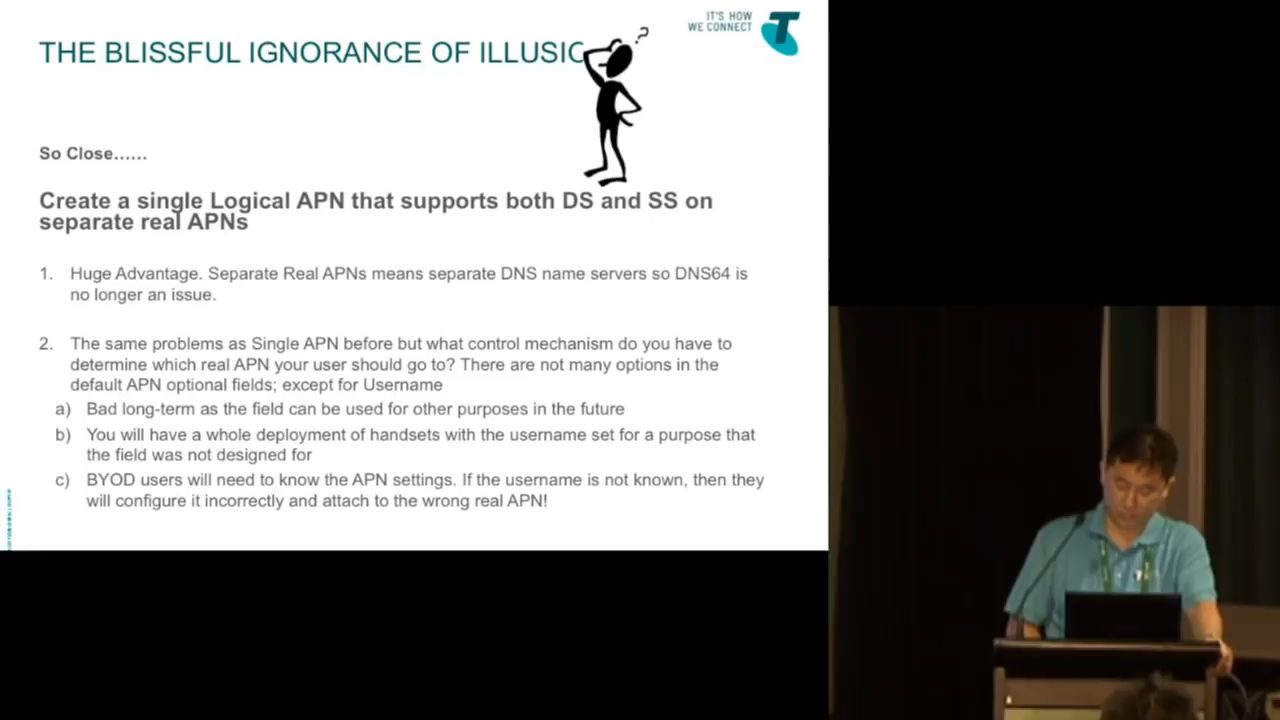 IT'S HOW
WE CONNECT
T
THE BLISSFUL IGNORANCE OF ILLUSIO
?
So Close......
Create a single Logical APN that supports both DS and SS on
separate real APNs
1. Huge Advantage. Separate Real APNs means separate DNS name servers so DNS64 is
no longer an issue.
2. The same problems as Single APN before but what control mechanism do you have to
determine which real APN your user should go to? There are not many options in the
default APN optional fields; except for Username
a) Bad long-term as the field can be used for other purposes in the future
b) You will have a whole deployment of handsets with the username set for a purpose that
the field was not designed for
c) BYOD users will need to know the APN settings. If the username is not known, then they
will configure it incorrectly and attach to the wrong real APN!